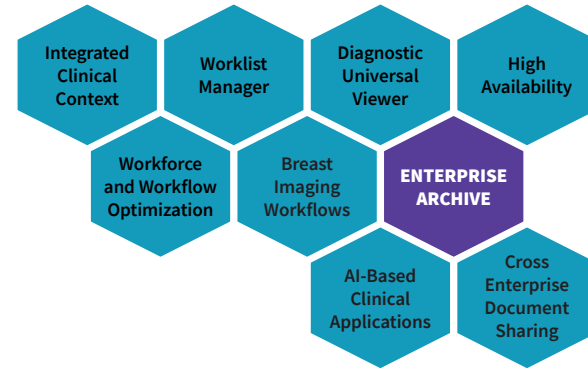 Integrated
Clinical
Context
Worklist
Manager
Diagnostic
Universal
Viewer
High
Availability
Workforce
and Workflow
Optimization
Breast
Imaging
Workflows
ENTERPRISE
ARCHIVE
AI-Based
Clinical
Applications
Cross
Enterprise
Document
Sharing